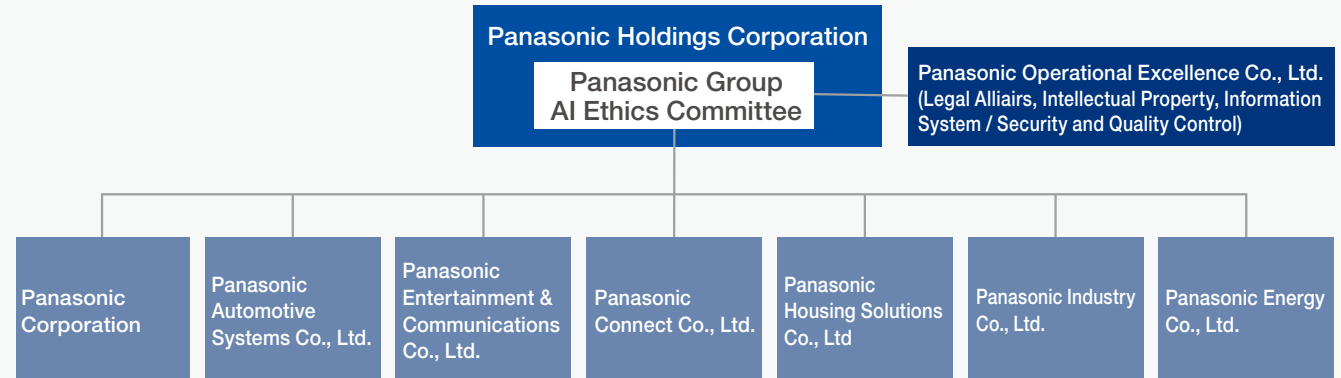 Panasonic Holdings Corporation
Panasonic Group
AI Ethics Committee
Panasonic Operational Excellence Co., Ltd.
(Legal Alliairs, Intellectual Property, Information
System / Security and Quality Control)
Panasonic
Corporation
Panasonic
Automotive
Systems Co., Ltd.
Panasonic
Entertainment &
Communications
Co., Ltd.
Panasonic
Connect Co., Ltd.
Panasonic
Housing Solutions
Co., Ltd
Panasonic Industry
Co., Ltd.
Panasonic Energy
Co., Ltd.